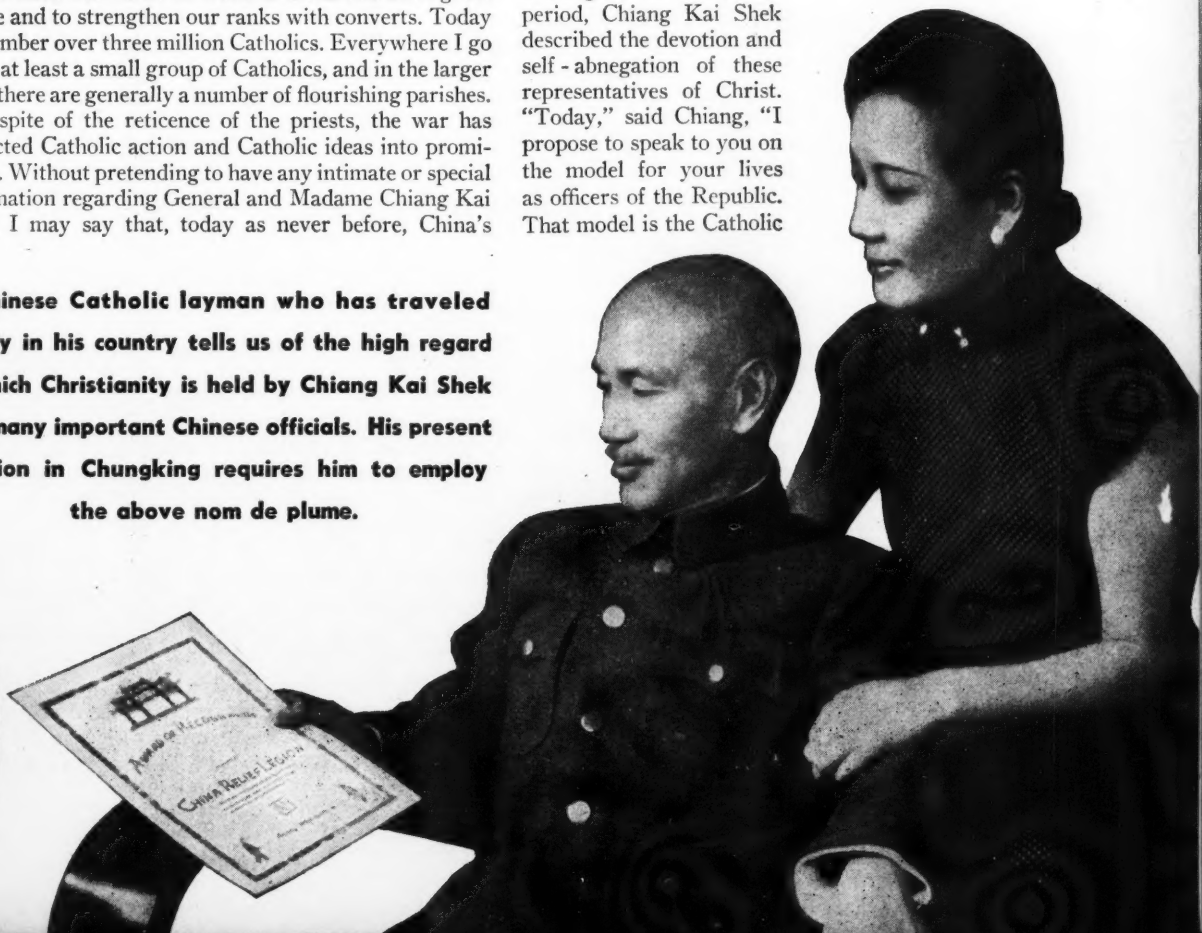 e and to strengthen our ranks with converts. Today
mber over three million Catholics. Everywhere I go
at least a small group of Catholics, and in the larger
there are generally a number of flourishing parishes.
spite of the reticence of the priests, the war has
cted Catholic action and Catholic ideas into promi-
. Without pretending to have any intimate or special
nation regarding General and Madame Chiang Kai
I may say that, today as never before, China's
period, Chiang Kai Shek
described the devotion and
self-abnegation of these
representatives of Christ.
“Today,” said Chiang, “I
propose to speak to you on
the model for your lives
as officers of the Republic.
That model is the Catholic
inese Catholic layman who has traveled
y in his country tells us of the high regard
ich Christianity is held by Chiang Kai Shek
nany important Chinese officials. His present
ion in Chungking requires him to employ
the above nom de plume.
AWARD OF RECOGNITION
CHINA RELIEF LEGION